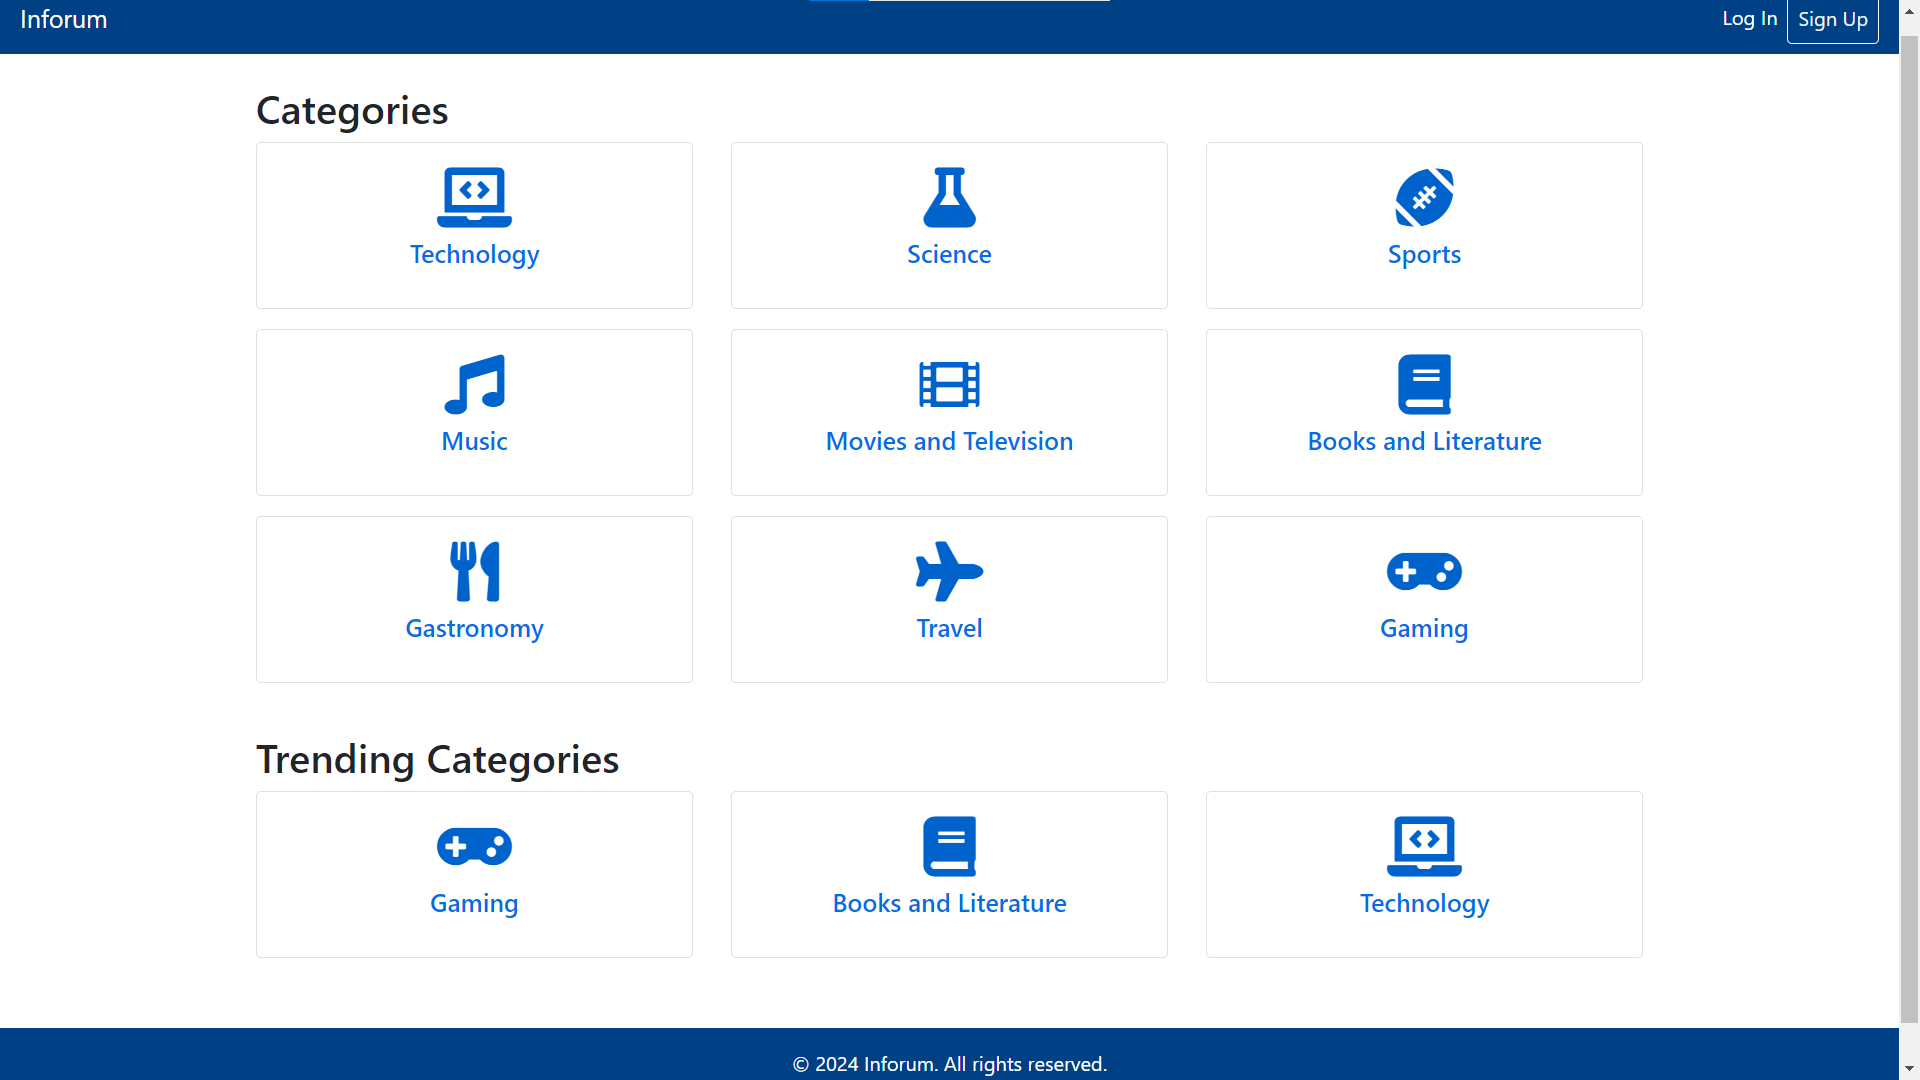 Inforum
Log In
Sign Up
Categories
Technology
Science
Sports
Music
Movies and Television
Books and Literature
Gastronomy
Travel
Gaming
Trending Categories
Gaming
Books and Literature
Technology
© 2024 Inforum. All rights reserved.